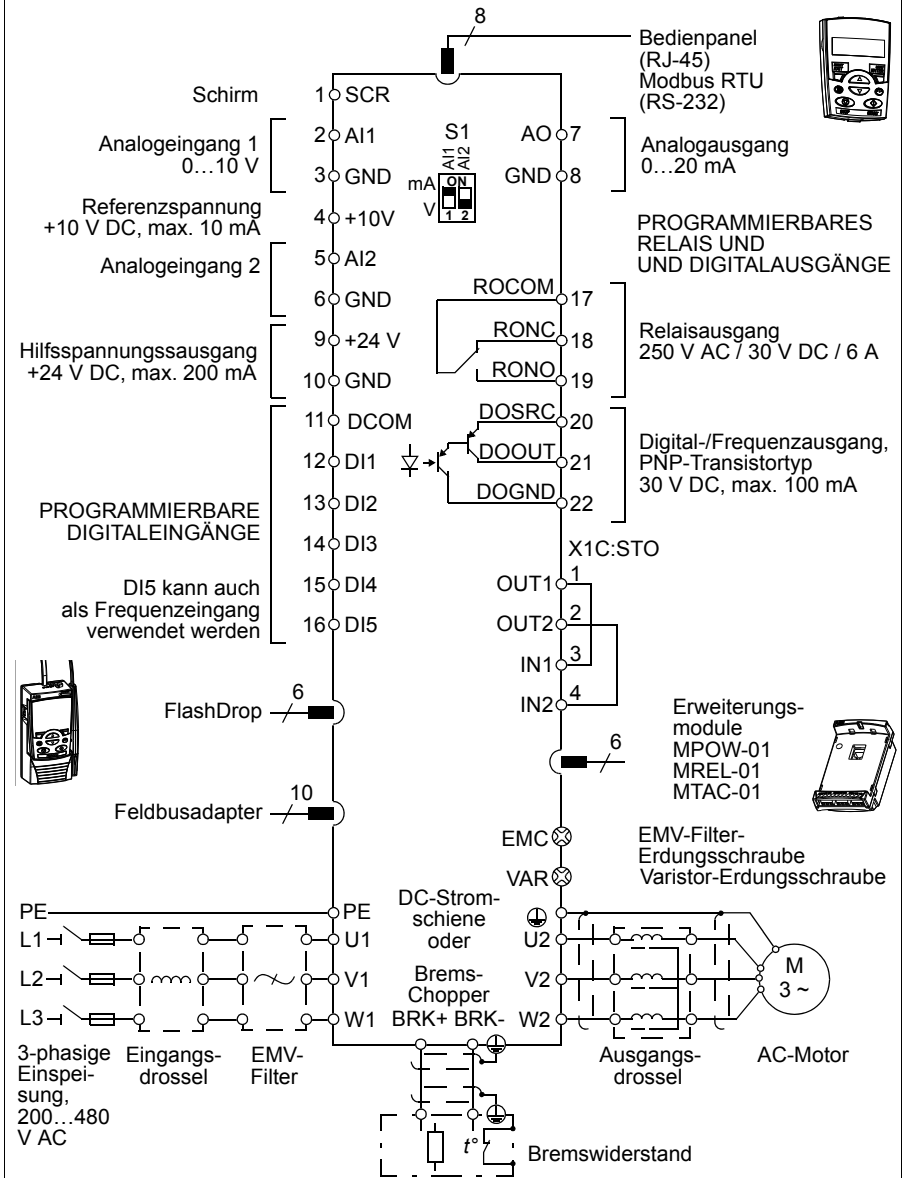 8
Bedienpanel
(RJ-45)
Modbus RTU
(RS-232)
Schirm
1 SCR
Analogeingang 1
0…10 V
2 AI1
3 GND
S1
AI1
AI2
mA
V
ON
1 2
AO 7
GND 8
Analogausgang
0…20 mA
Referenzspannung
+10 V DC, max. 10 mA
4 +10V
Analogeingang 2
5 AI2
6 GND
PROGRAMMIERBARES
RELAIS UND
UND DIGITALAUSGÄNGE
Hilfsspannungssausgang
+24 V DC, max. 200 mA
9 +24 V
10 GND
ROCOM 17
RONC 18
RONO 19
Relaisausgang
250 V AC / 30 V DC / 6 A
11 DCOM
12 DI1
13 DI2
14 DI3
15 DI4
16 DI5
PROGRAMMIERBARE
DIGITALEINGÄNGE
DI5 kann auch
als Frequenzeingang
verwendet werden
DOSRC 20
DOOUT 21
DOGND 22
Digital-/Frequenzausgang,
PNP-Transistortyp
30 V DC, max. 100 mA
X1C:STO
OUT1 1
OUT2 2
IN1 3
IN2 4
FlashDrop
6
6
Erweiterungs-
module
MPOW-01
MREL-01
MTAC-01
Feldbusadapter
10
EMC
VAR
EMV-Filter-
Erdungsschraube
Varistor-Erdungsschraube
PE
L1
L2
L3
PE
U1
V1
W1
DC-Strom-
schiene
oder
Brems-
Chopper
BRK+ BRK-
U2
V2
W2
M
3 ~
3-phasige
Einspei-
sung,
200…480
V AC
Eingangs-
drossel
EMV-
Filter
Ausgangs-
drossel
AC-Motor
t°
Bremswiderstand